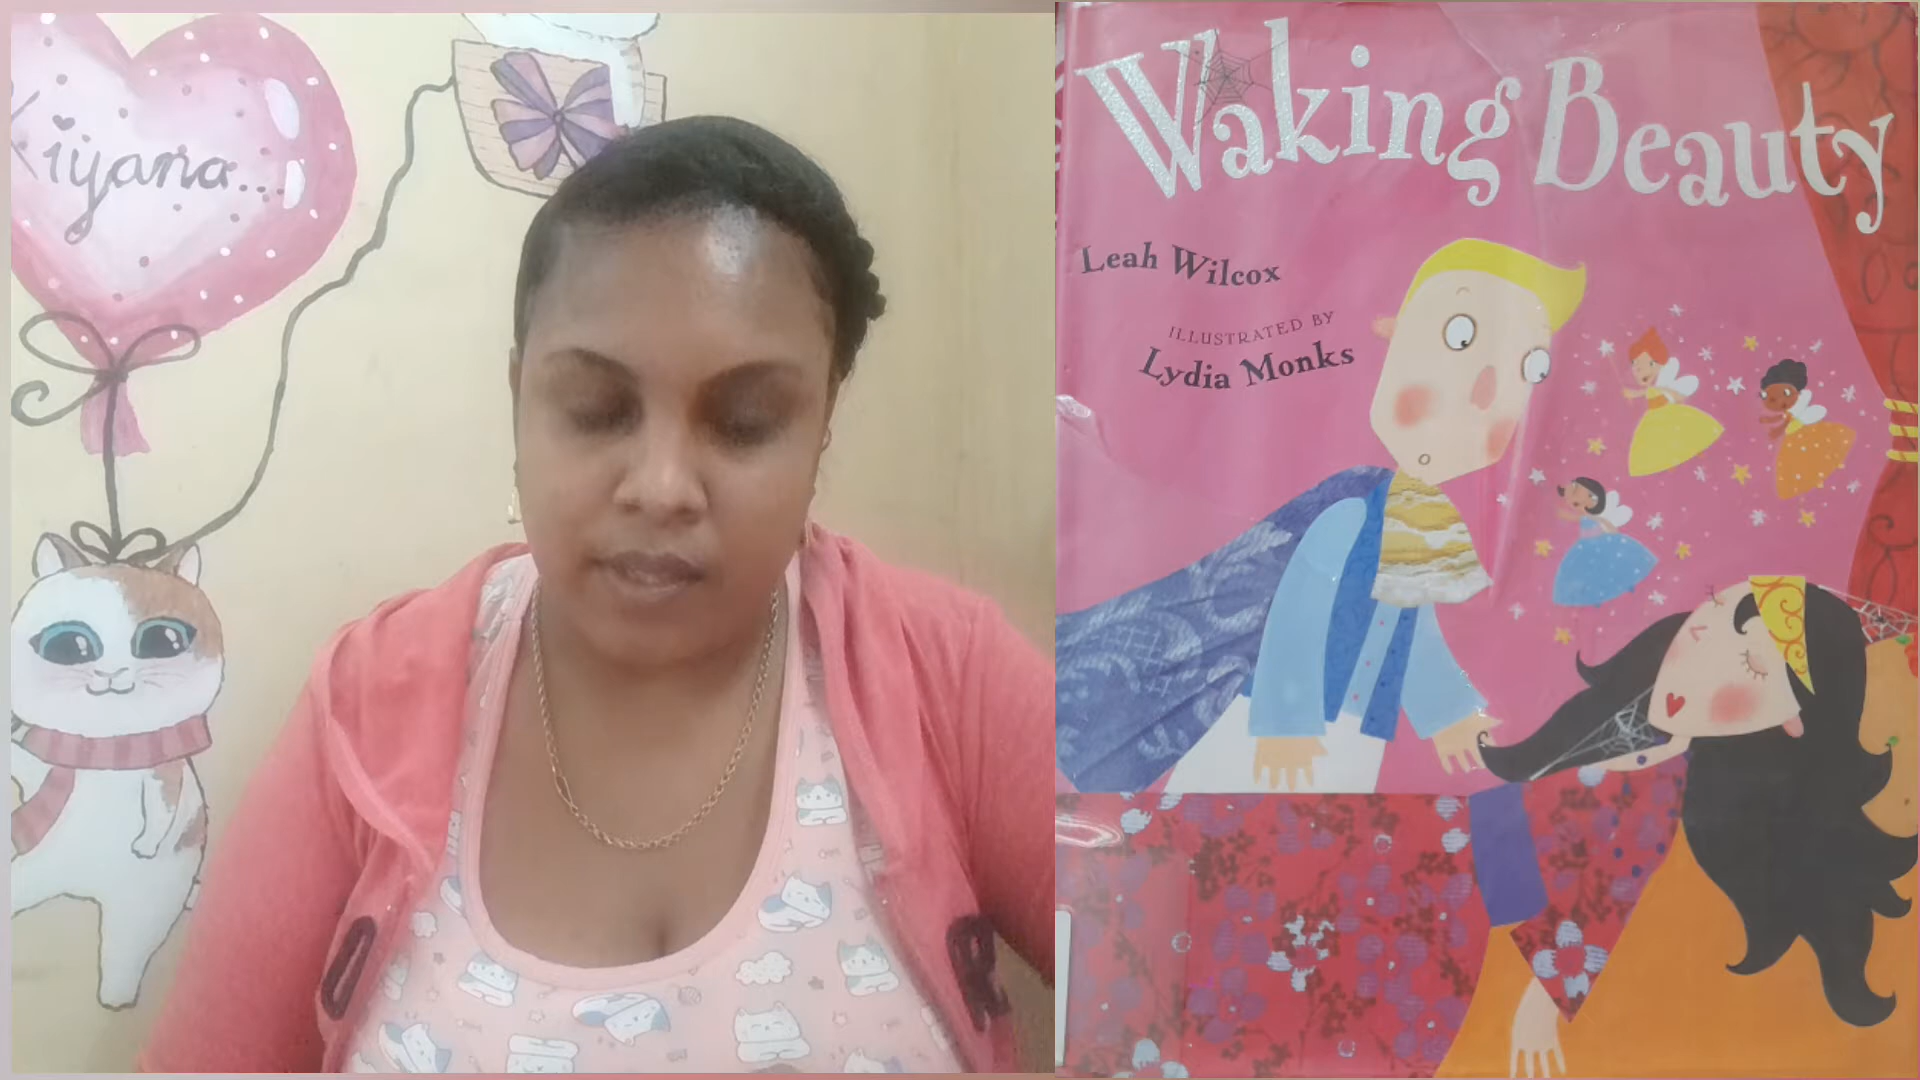 Kiyana...
Waking Beauty
Leah Wilcox
ILLUSTRATED BY
Lydia Monks